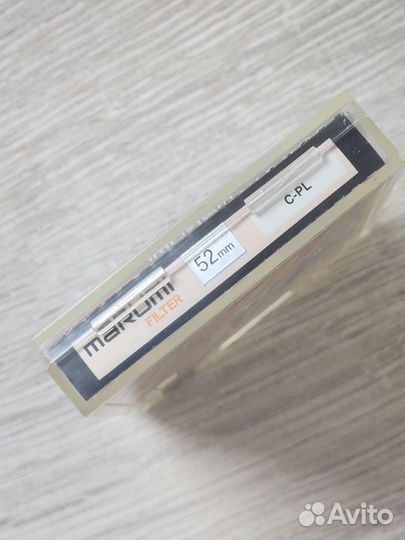 marumi
FILTER
52mm
C-PL
Avito